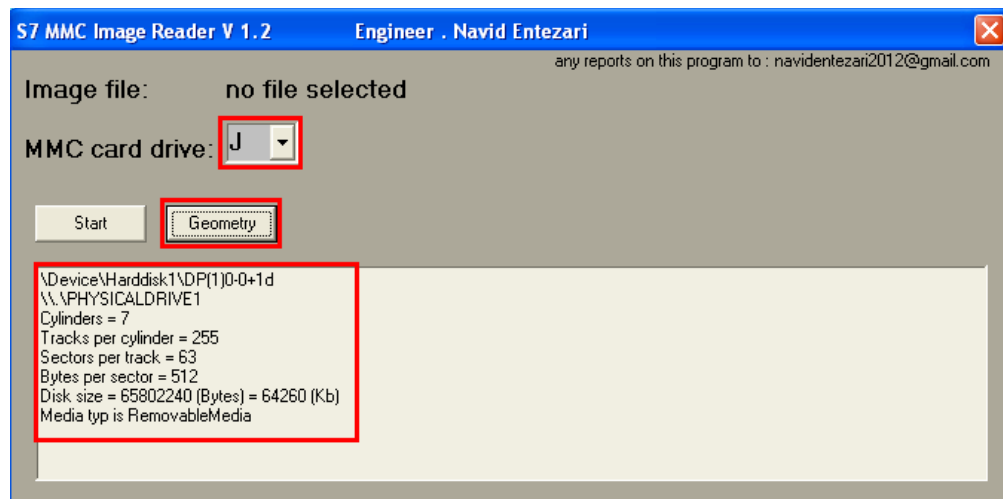 S7 MMC Image Reader V 1.2 Engineer . Navid Entezari
any reports on this program to : navidentezari2012@gmail.com
Image file: no file selected
MMC card drive: J
Start Geometry
\Device\Harddisk1\DP(1)0-0+1d
\\.\PHYSICALDRIVE1
Cylinders = 7
Tracks per cylinder = 255
Sectors per track = 63
Bytes per sector = 512
Disk size = 65802240 (Bytes) = 64260 (Kb)
Media typ is RemovableMedia